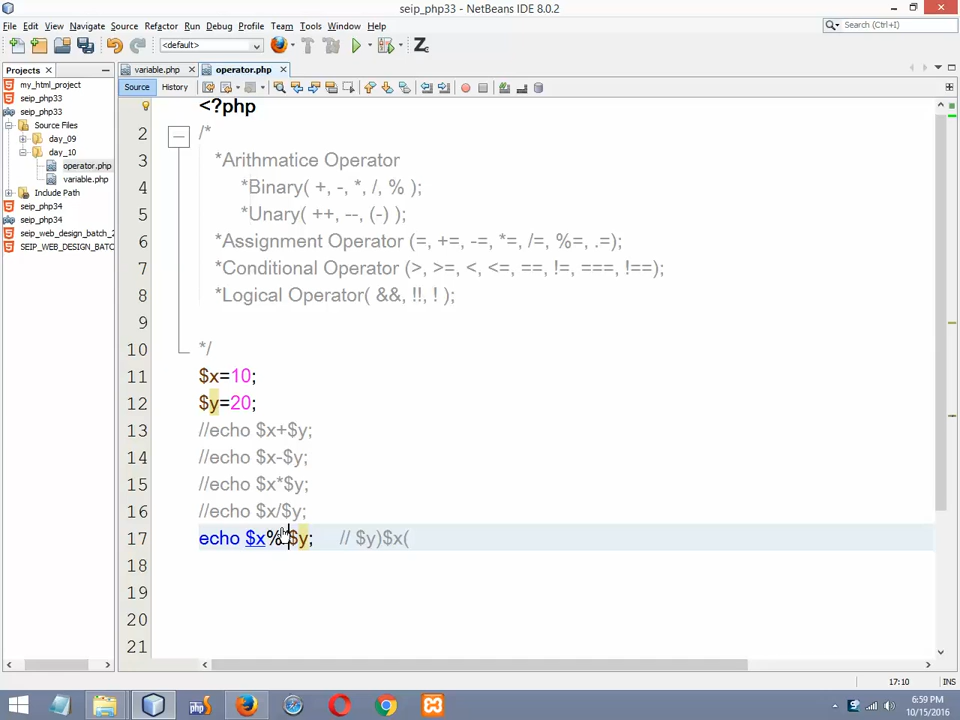 seip_php33 - NetBeans IDE 8.0.2
File Edit View Navigate Source Refactor Run Debug Profile Team Tools Window Help
Search (Ctrl+I)
<default>
Projects
variable.php
operator.php
Source History
my_html_project
seip_php33
seip_php33
Source Files
day_09
day_10
operator.php
variable.php
Include Path
seip_php34
seip_php34
seip_web_design_batch_
SEIP_WEB_DESIGN_BATC
<?php
2 /*
3 *Arithmatice Operator
4 *Binary( +, -, *, /, % );
5 *Unary( ++, --, (-) );
6 *Assignment Operator (=, +=, -=, *=, /=, %=, .=);
7 *Conditional Operator (>, >=, <, <=, ==, !=, ===, !==);
8 *Logical Operator( &&, !!, ! );
9
10 */
11 $x=10;
12 $y=20;
13 //echo $x+$y;
14 //echo $x-$y;
15 //echo $x*$y;
16 //echo $x/$y;
17 echo $x% $y; // $y)$x(
18
19
20
21
17:10 INS
php
6:59 PM
10/15/2016